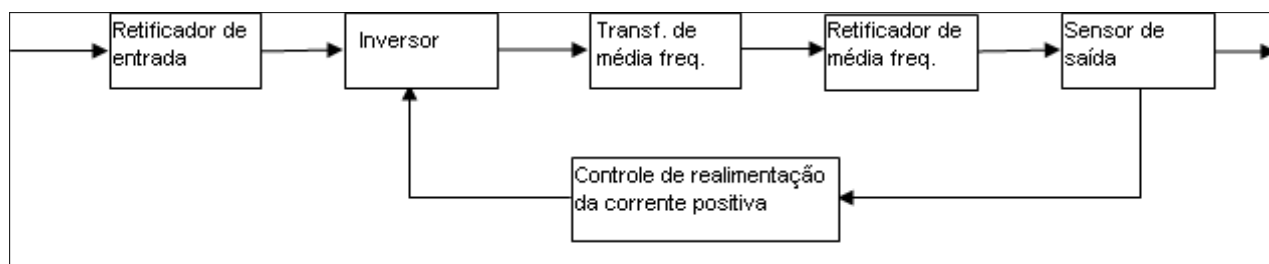 Retificador de
entrada
Inversor
Transf. de
média freq.
Retificador de
média freq.
Sensor de
saída
Controle de realimentação
da corrente positiva